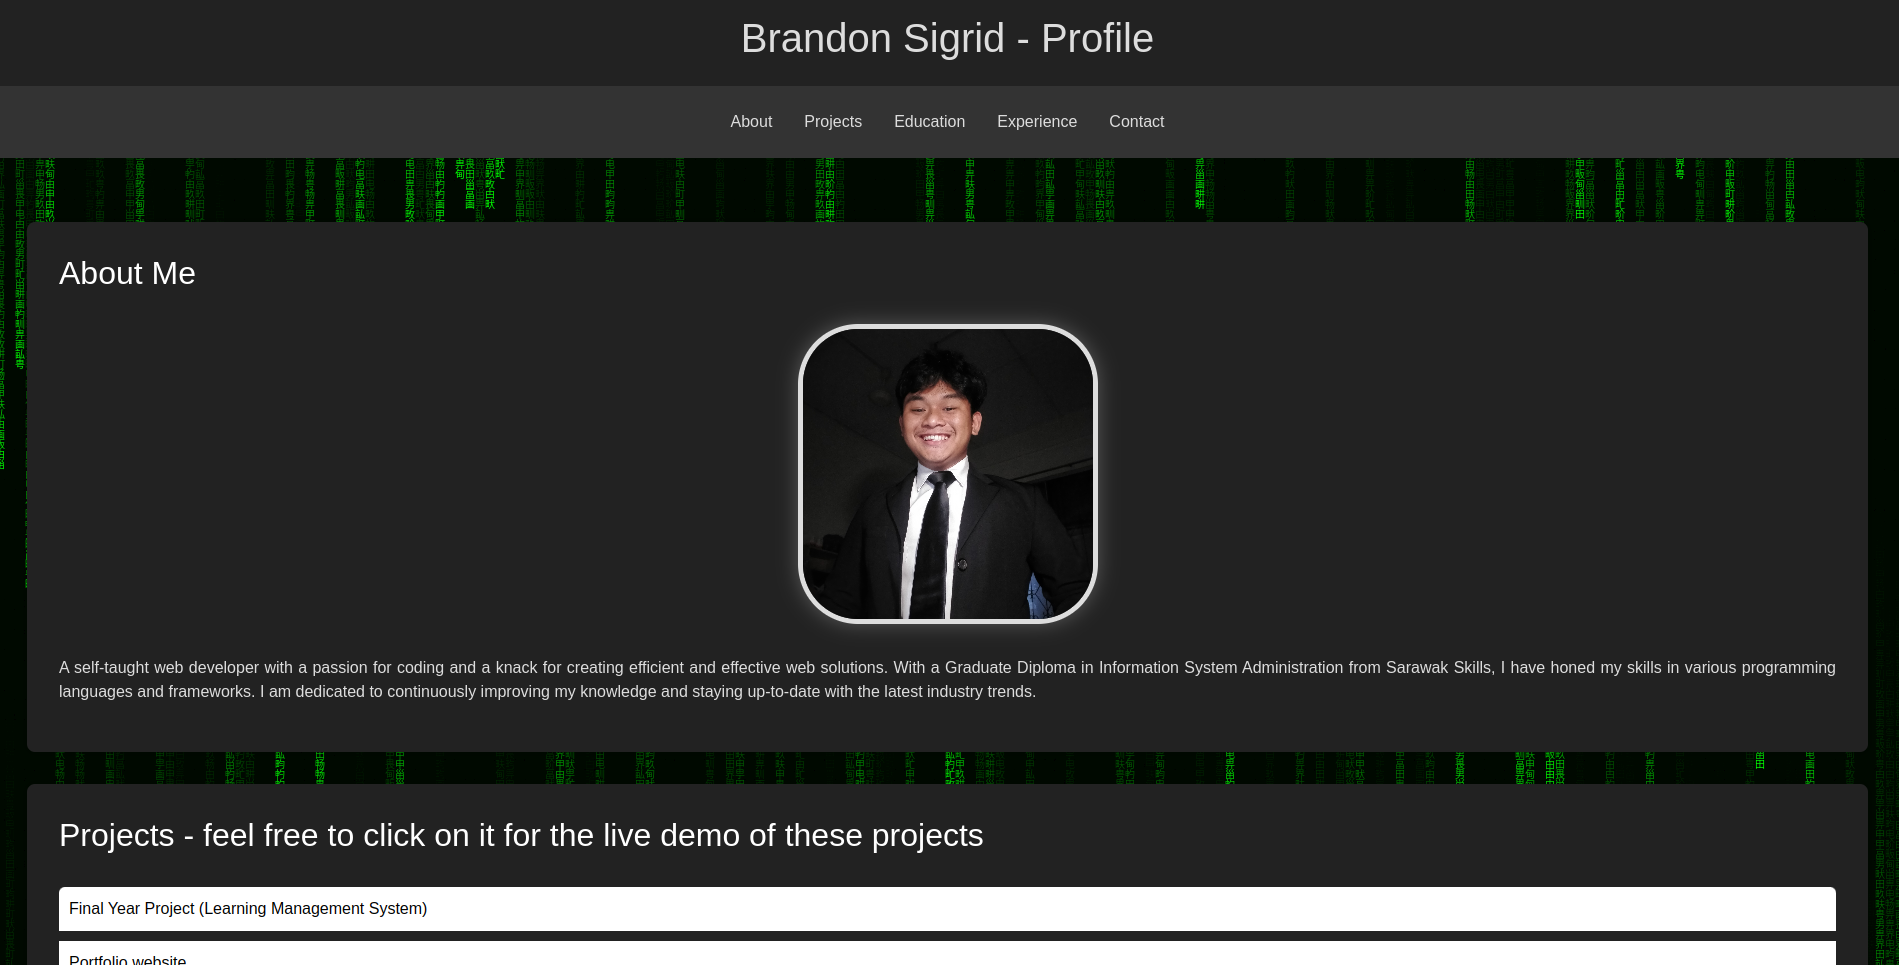 Brandon Sigrid - Profile
About Projects Education Experience Contact
About Me
A self-taught web developer with a passion for coding and a knack for creating efficient and effective web solutions. With a Graduate Diploma in Information System Administration from Sarawak Skills, I have honed my skills in various programming
languages and frameworks. I am dedicated to continuously improving my knowledge and staying up-to-date with the latest industry trends.
Projects - feel free to click on it for the live demo of these projects
Final Year Project (Learning Management System)
Portfolio website